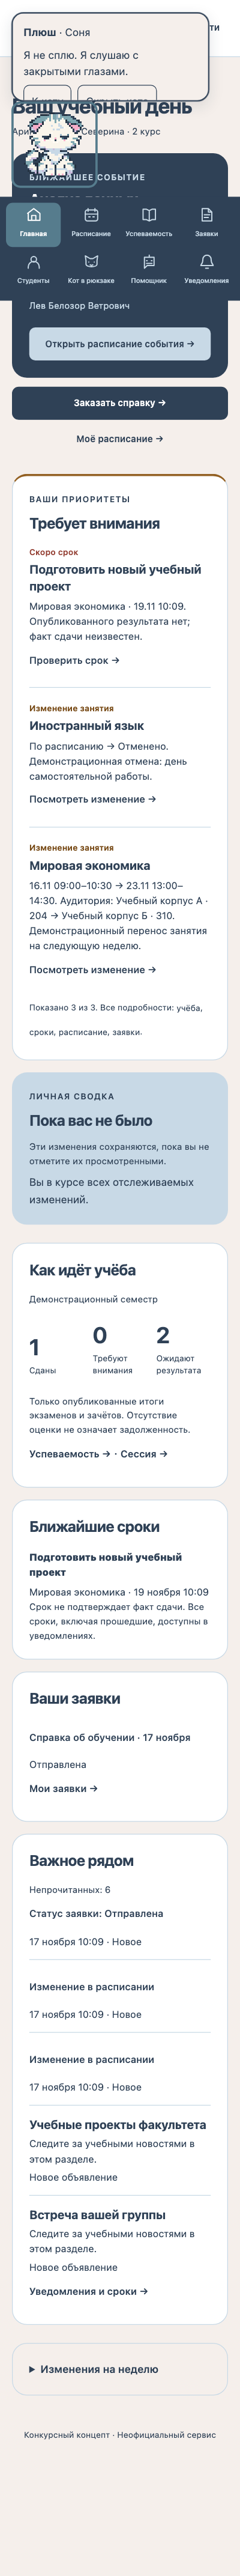 Плюш · Соня
Я не сплю. Я слушаю с
закрытыми глазами.
Ваш учебный день
Северина · 2 курс
БЛИЖАЙШЕЕ СОБЫТИЕ
Главная
Расписание
Успеваемость
Заявки
Студенты
Кот в рюкзаке
Помощник
Уведомления
Лев Белозор Ветрович
Открыть расписание события →
Заказать справку →
Моё расписание →
ВАШИ ПРИОРИТЕТЫ
Требует внимания
Скоро срок
Подготовить новый учебный
проект
Мировая экономика · 19.11 10:09.
Опубликованного результата нет;
факт сдачи неизвестен.
Проверить срок →
Изменение занятия
Иностранный язык
По расписанию → Отменено.
Демонстрационная отмена: день
самостоятельной работы.
Посмотреть изменение →
Изменение занятия
Мировая экономика
16.11 09:00–10:30 → 23.11 13:00–
14:30. Аудитория: Учебный корпус А ·
204 → Учебный корпус Б · 310.
Демонстрационный перенос занятия
на следующую неделю.
Посмотреть изменение →
Показано 3 из 3. Все подробности: учёба,
сроки, расписание, заявки.
ЛИЧНАЯ СВОДКА
Пока вас не было
Эти изменения сохраняются, пока вы не
отметите их просмотренными.
Вы в курсе всех отслеживаемых
изменений.
Как идёт учёба
Демонстрационный семестр
1
Сданы
0
Требуют
внимания
2
Ожидают
результата
Только опубликованные итоги
экзаменов и зачётов. Отсутствие
оценки не означает задолженность.
Успеваемость → · Сессия →
Ближайшие сроки
Подготовить новый учебный
проект
Мировая экономика · 19 ноября 10:09
Срок не подтверждает факт сдачи. Все
сроки, включая прошедшие, доступны в
уведомлениях.
Ваши заявки
Справка об обучении · 17 ноября
Отправлена
Мои заявки →
Важное рядом
Непрочитанных: 6
Статус заявки: Отправлена
17 ноября 10:09 · Новое
Изменение в расписании
17 ноября 10:09 · Новое
Изменение в расписании
17 ноября 10:09 · Новое
Учебные проекты факультета
Следите за учебными новостями в
этом разделе.
Новое объявление
Встреча вашей группы
Следите за учебными новостями в
этом разделе.
Новое объявление
Уведомления и сроки →
Изменения на неделю
Конкурсный концепт · Неофициальный сервис